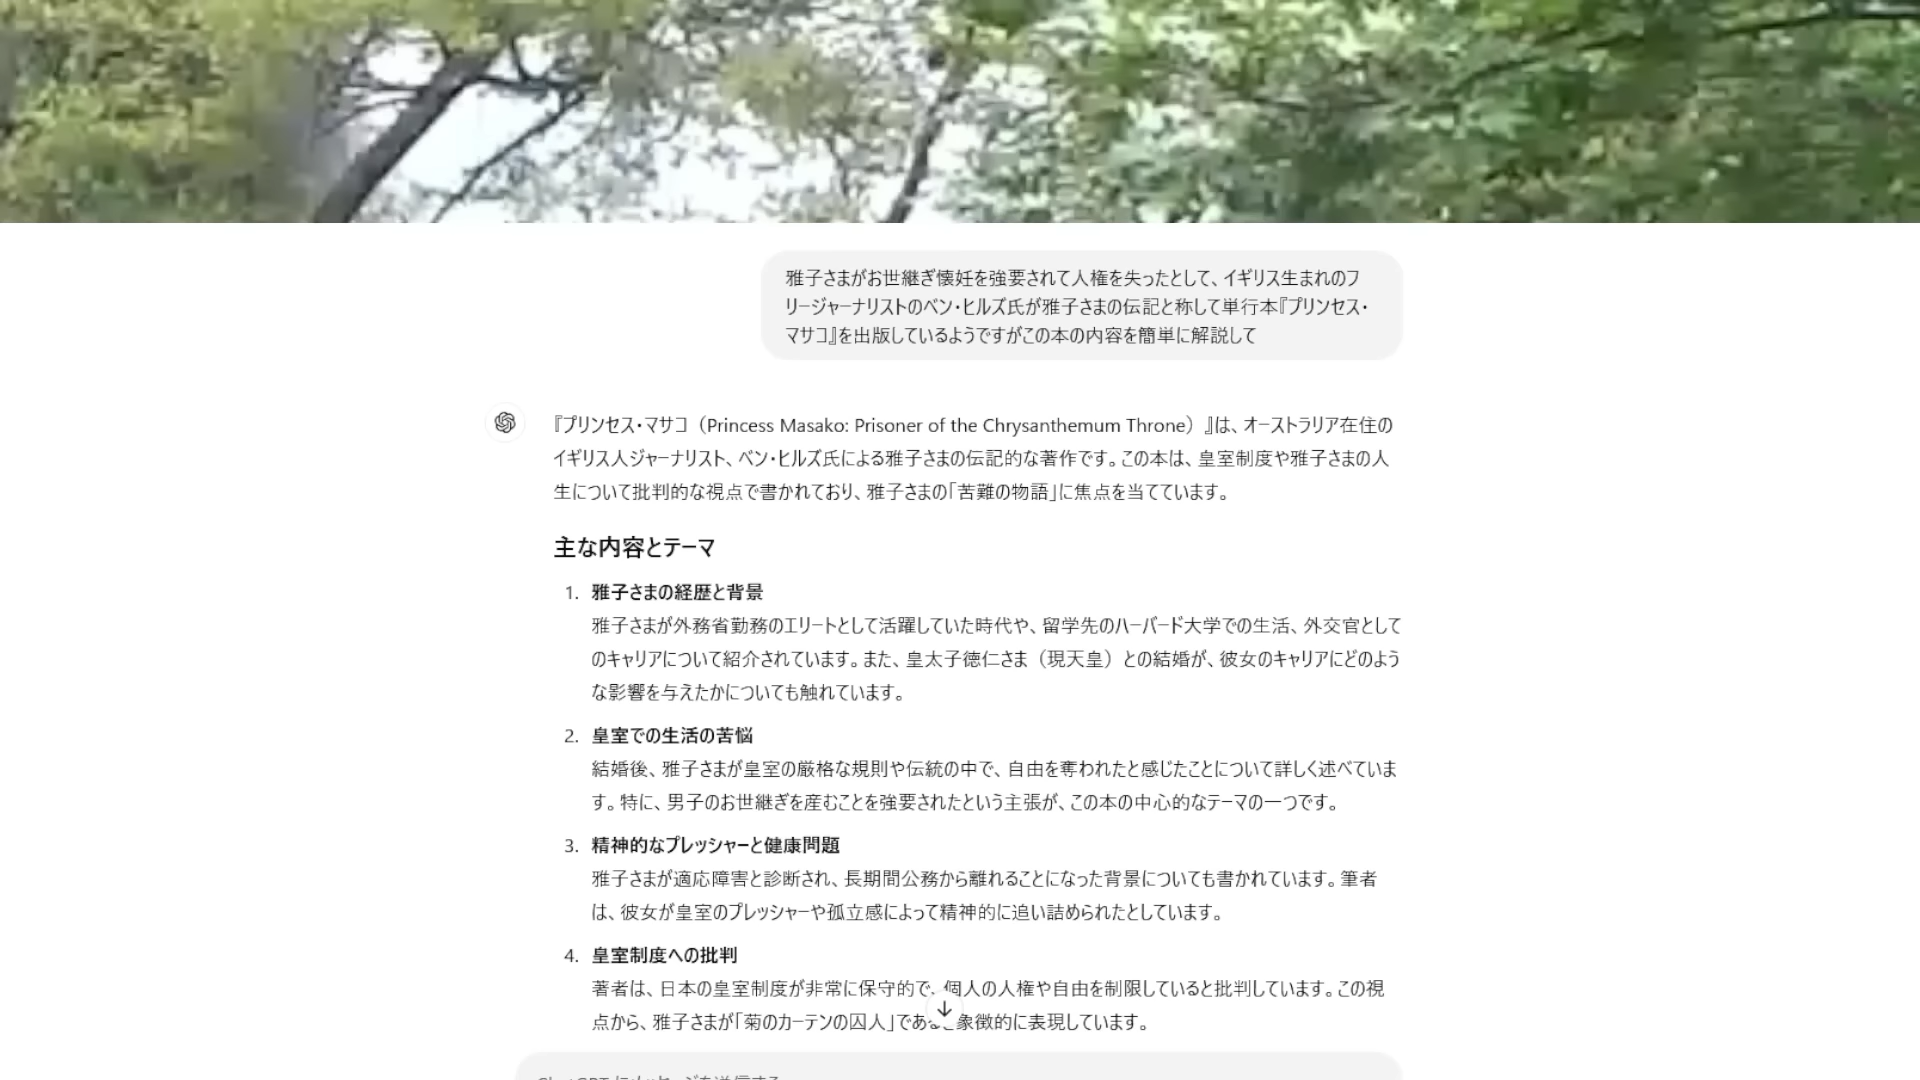 雅子さまがお世継ぎ懐妊を強要されて人権を失ったとして、イギリス生まれのフ
リージャーナリストのベン・ヒルズ氏が雅子さまの伝記と称して単行本『プリンセス・
マサコ』を出版しているようですがこの本の内容を簡単に解説して
『プリンセス・マサコ（Princess Masako: Prisoner of the Chrysanthemum Throne）』は、オーストラリア在住の
イギリス人ジャーナリスト、ベン・ヒルズ氏による雅子さまの伝記的な著作です。この本は、皇室制度や雅子さまの人
生について批判的な視点で書かれており、雅子さまの「苦難の物語」に焦点を当てています。
主な内容とテーマ
1. 雅子さまの経歴と背景
雅子さまが外務省勤務のエリートとして活躍していた時代や、留学先のハーバード大学での生活、外交官として
のキャリアについて紹介されています。また、皇太子徳仁さま（現天皇）との結婚が、彼女のキャリアにどのよう
な影響を与えたかについても触れています。
2. 皇室での生活の苦悩
結婚後、雅子さまが皇室の厳格な規則や伝統の中で、自由を奪われたと感じたことについて詳しく述べていま
す。特に、男子のお世継ぎを産むことを強要されたという主張が、この本の中心的なテーマの一つです。
3. 精神的なプレッシャーと健康問題
雅子さまが適応障害と診断され、長期間公務から離れることになった背景についても書かれています。筆者
は、彼女が皇室のプレッシャーや孤立感によって精神的に追い詰められたとしています。
4. 皇室制度への批判
著者は、日本の皇室制度が非常に保守的で、個人の人権や自由を制限していると批判しています。この視
点から、雅子さまが「菊のカーテンの囚人」である 象徴的に表現しています。